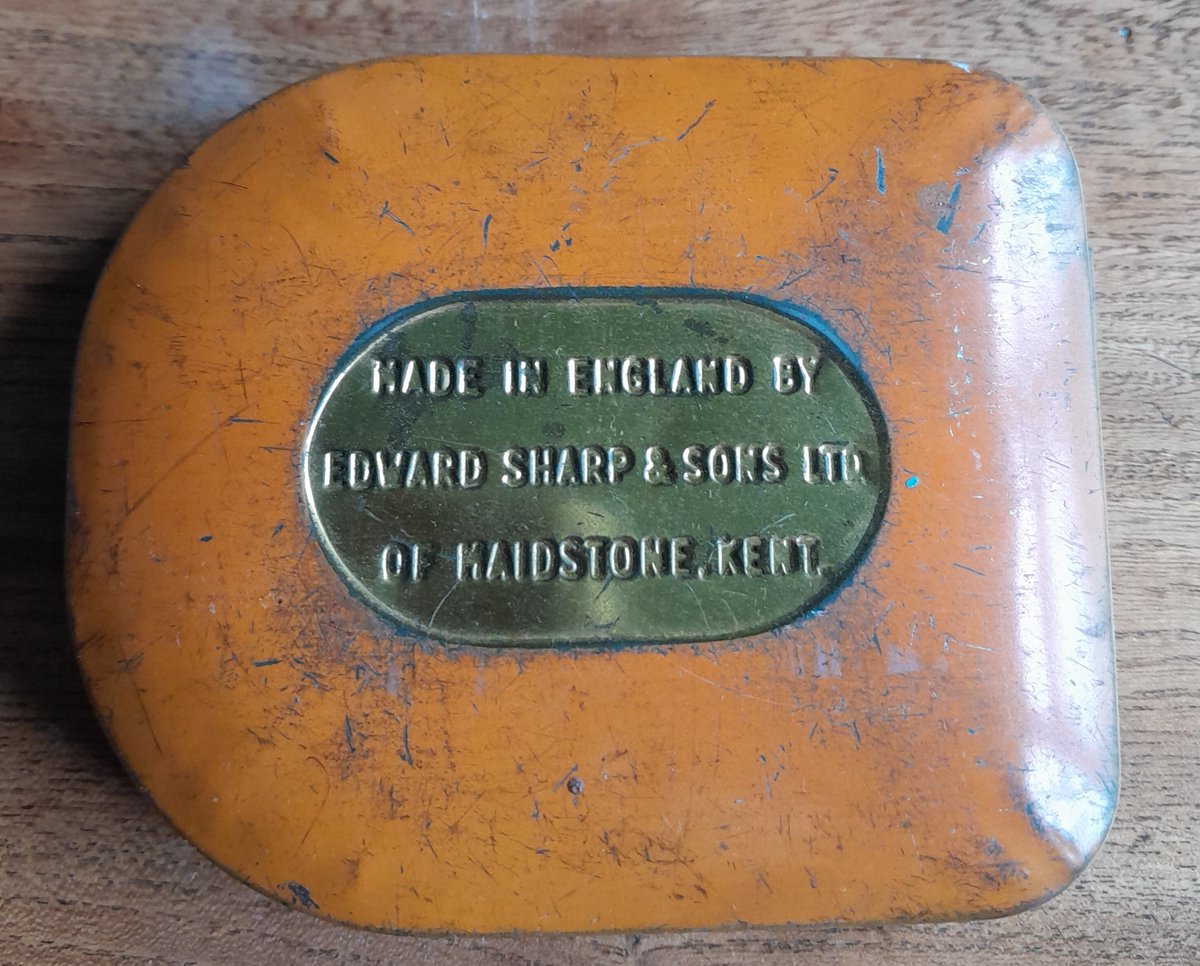 MADE IN ENGLAND BY
EDWARD SHARP & SONS LTD.
OF MAIDSTONE, KENT.